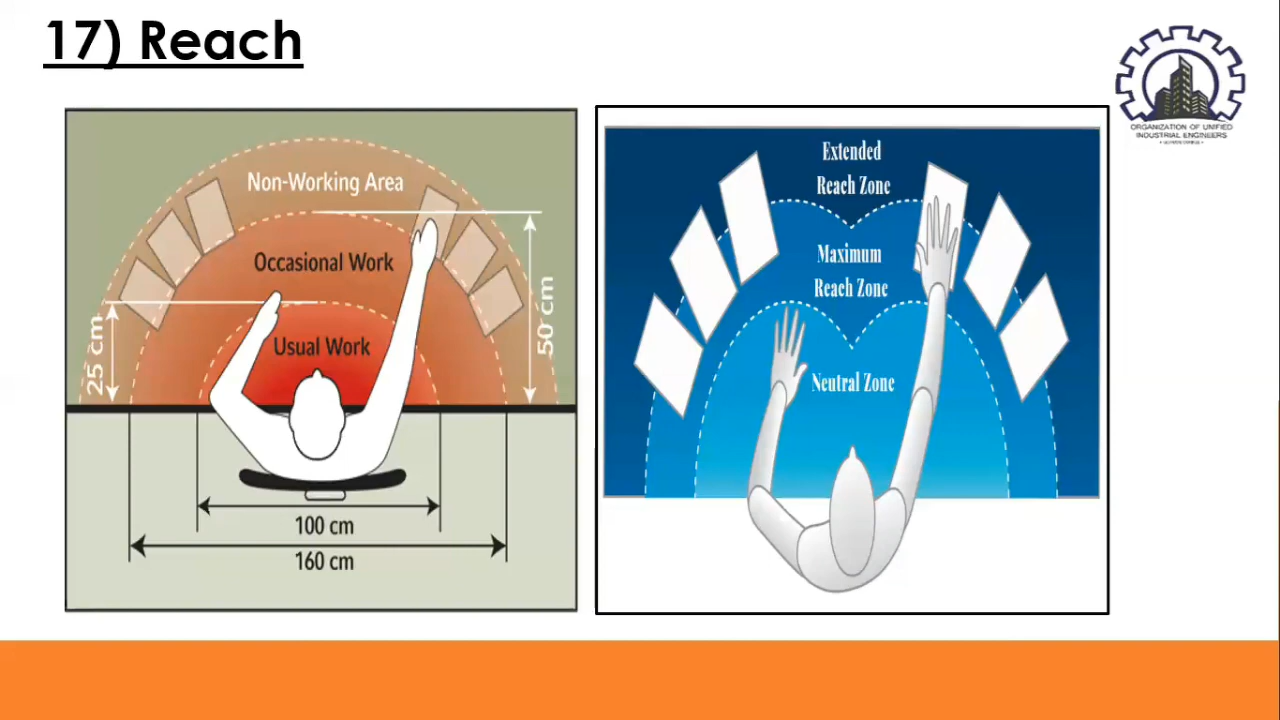 17) Reach
ORGANIZATION OF UNIFIED
INDUSTRIAL ENGINEERS
Non-Working Area
Occasional Work
Usual Work
25 cm
50 cm
100 cm
160 cm
Extended
Reach Zone
Maximum
Reach Zone
Neutral Zone